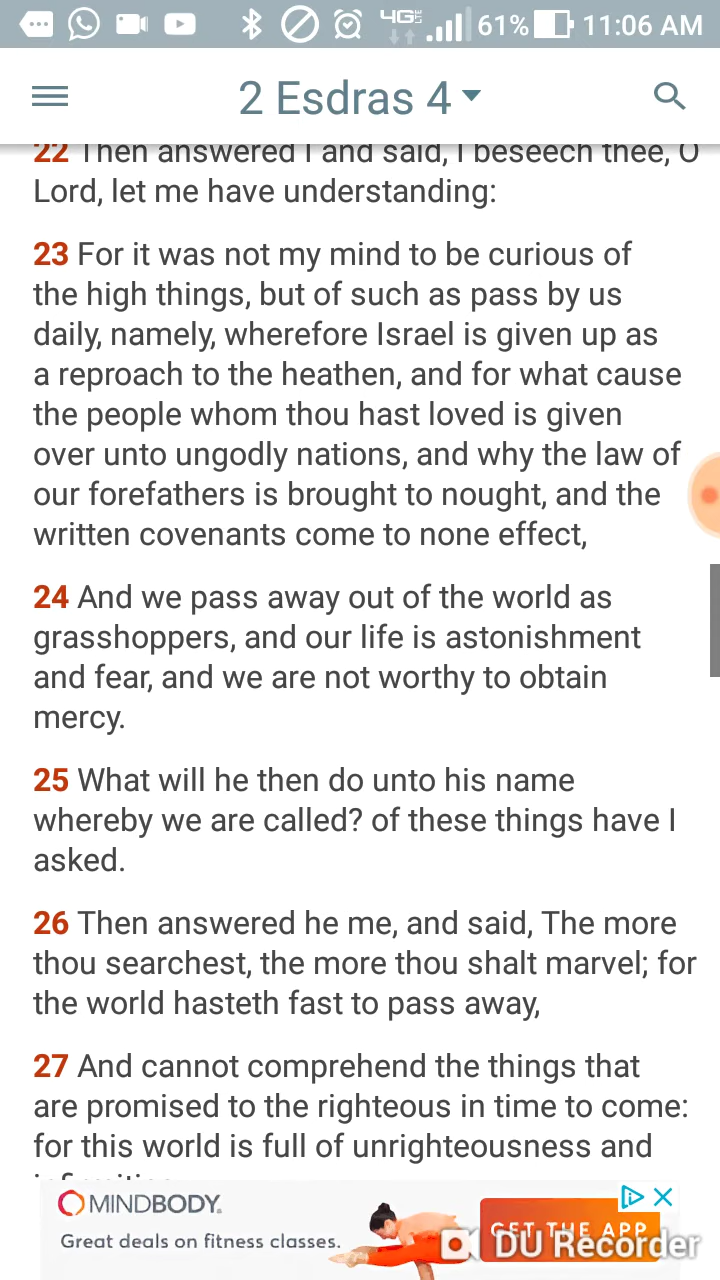 4G LTE 61% 11:06 AM
2 Esdras 4
22 Then answered I and said, I beseech thee, O
Lord, let me have understanding:
23 For it was not my mind to be curious of
the high things, but of such as pass by us
daily, namely, wherefore Israel is given up as
a reproach to the heathen, and for what cause
the people whom thou hast loved is given
over unto ungodly nations, and why the law of
our forefathers is brought to nought, and the
written covenants come to none effect,
24 And we pass away out of the world as
grasshoppers, and our life is astonishment
and fear, and we are not worthy to obtain
mercy.
25 What will he then do unto his name
whereby we are called? of these things have I
asked.
26 Then answered he me, and said, The more
thou searchest, the more thou shalt marvel; for
the world hasteth fast to pass away,
27 And cannot comprehend the things that
are promised to the righteous in time to come:
for this world is full of unrighteousness and
MINDBODY.
Great deals on fitness classes.
GET THE APP
DU Recorder